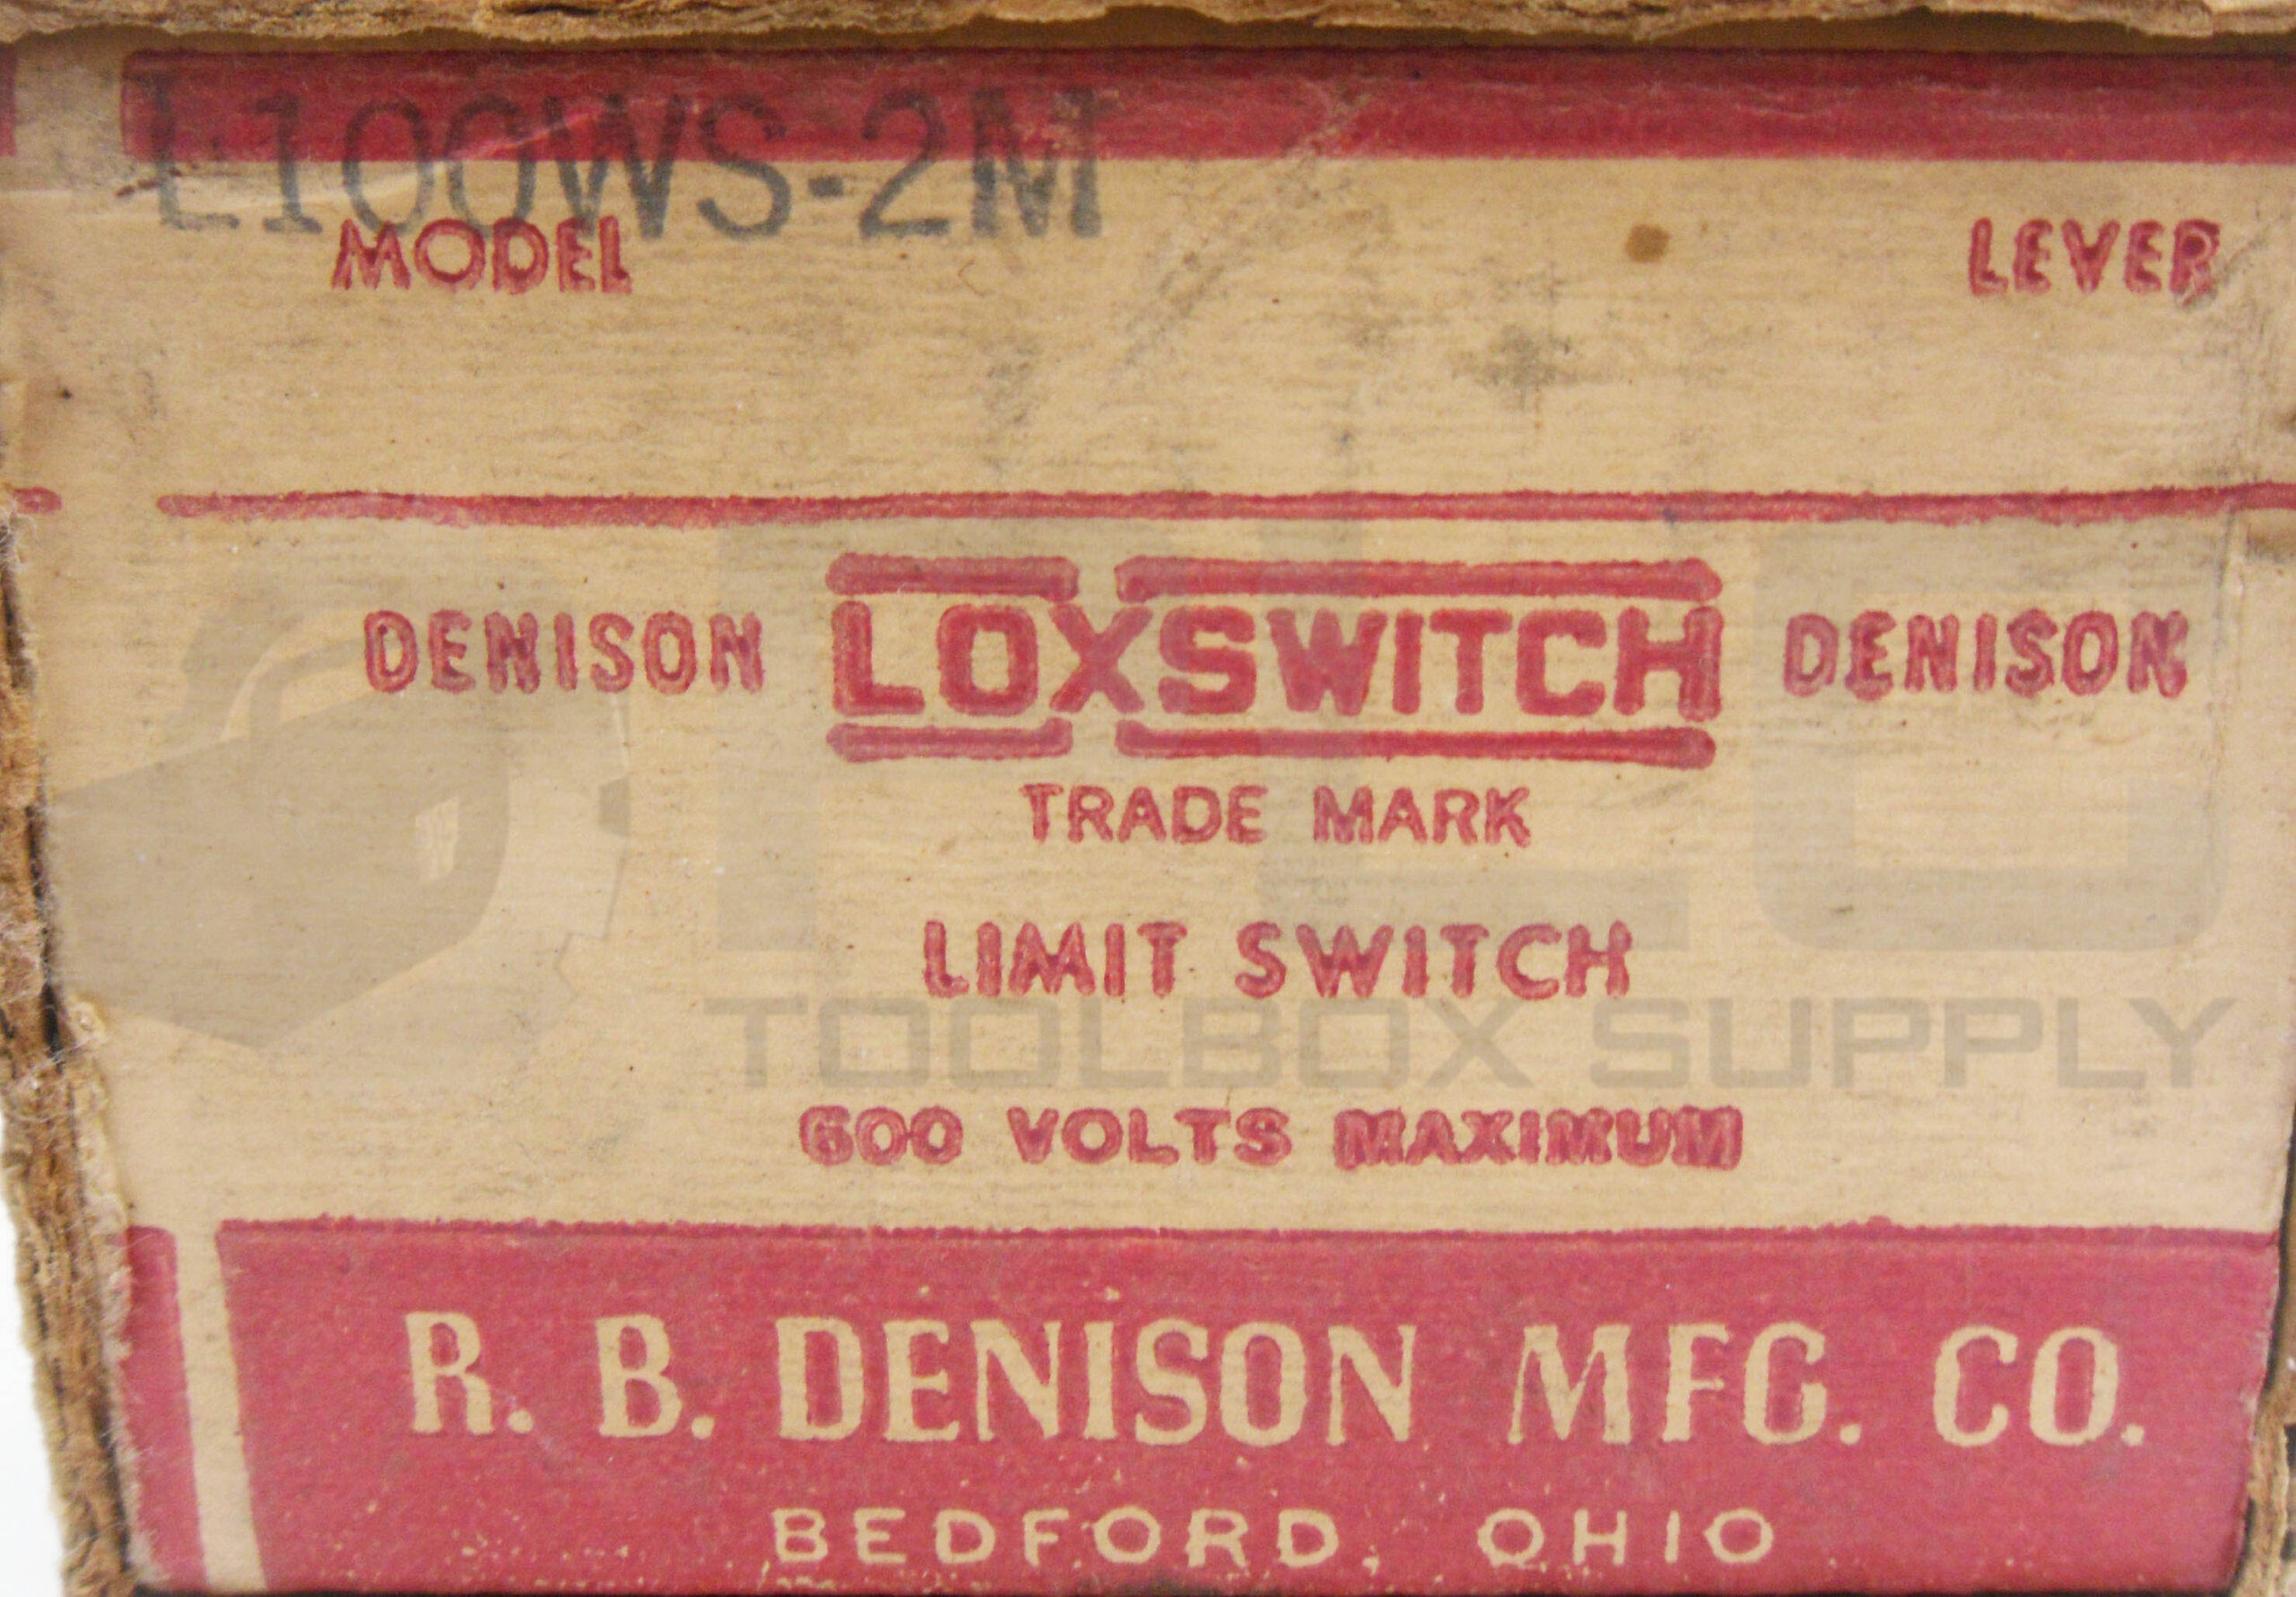 L100WS-2M
MODEL LEVER
DENISON LOXSWITCH DENISON
TRADE MARK
LIMIT SWITCH
TOOLBOX SUPPLY
600 VOLTS MAXIMUM
R. B. DENISON MFG. CO.
BEDFORD, OHIO